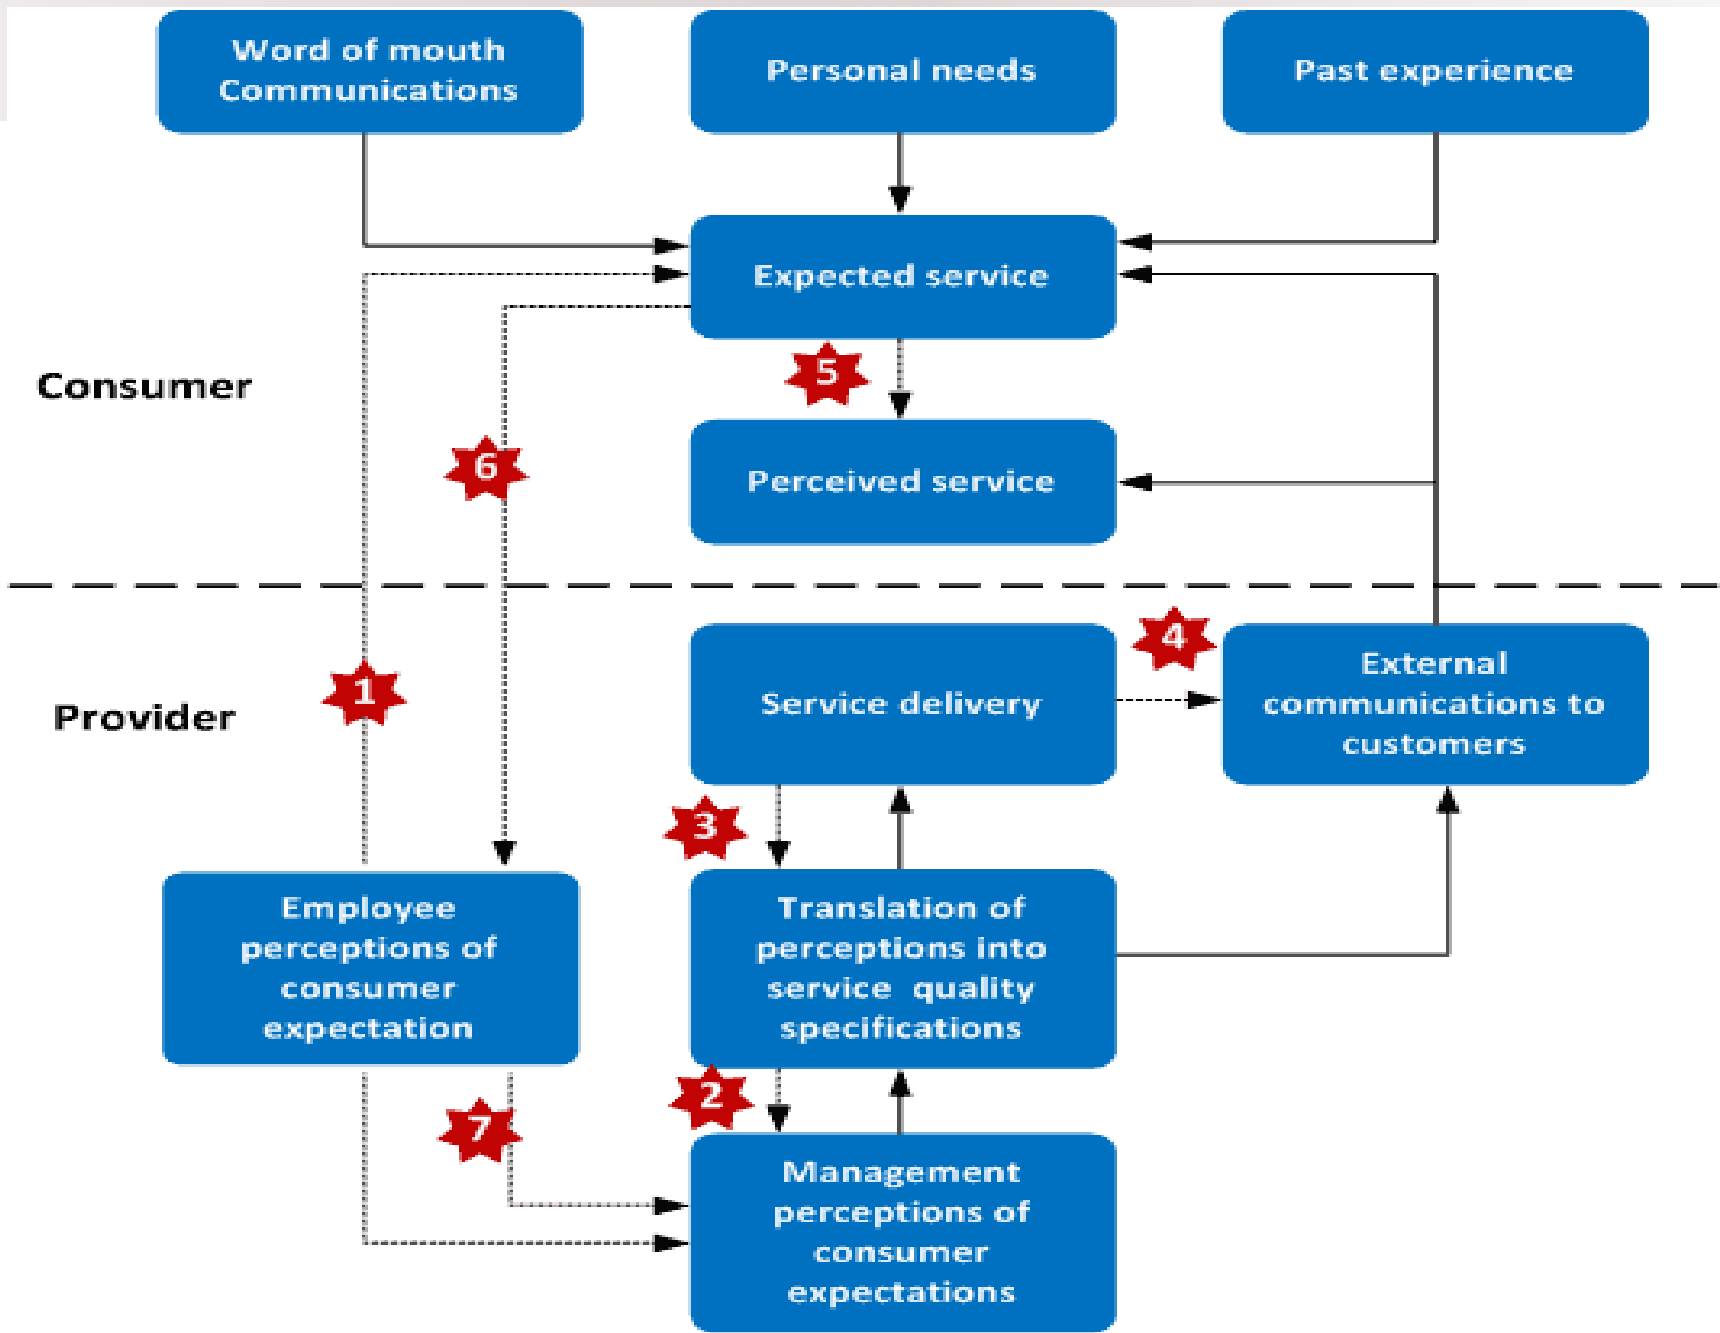 Word of mouth
Communications
Personal needs
Past experience
Expected service
Consumer
5
6
Perceived service
4
1
Provider
Service delivery
External
communications to
customers
3
Employee
perceptions of
consumer
expectation
Translation of
perceptions into
service quality
specifications
2
7
Management
perceptions of
consumer
expectations